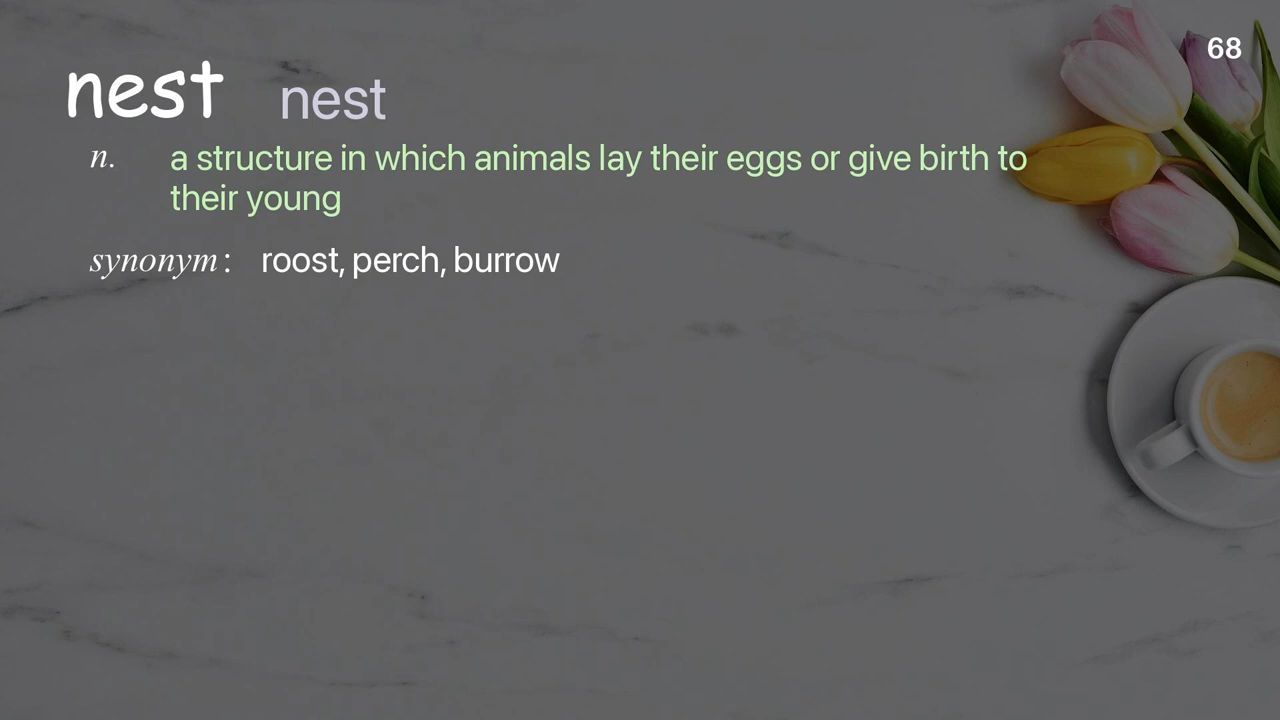 68
nest nest
n. a structure in which animals lay their eggs or give birth to
their young
synonym : roost, perch, burrow